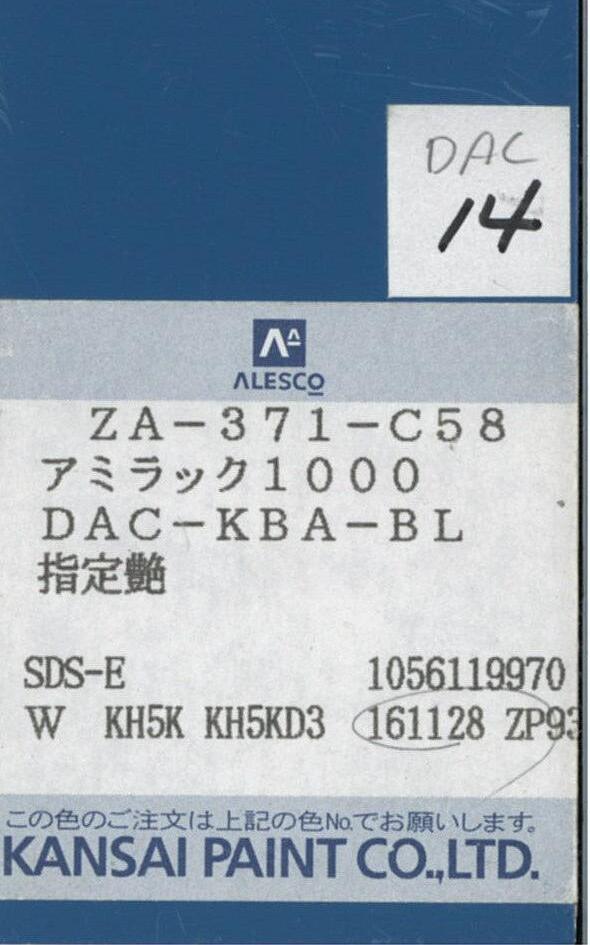 DAC
14
ALESCO
ZA-371-C58
アミラック1000
DAC-KBA-BL
指定艶
SDS-E 1056119970
W KH5K KH5KD3 161128 ZP93
この色のご注文は上記の色No.でお願いします。
KANSAI PAINT CO.,LTD.